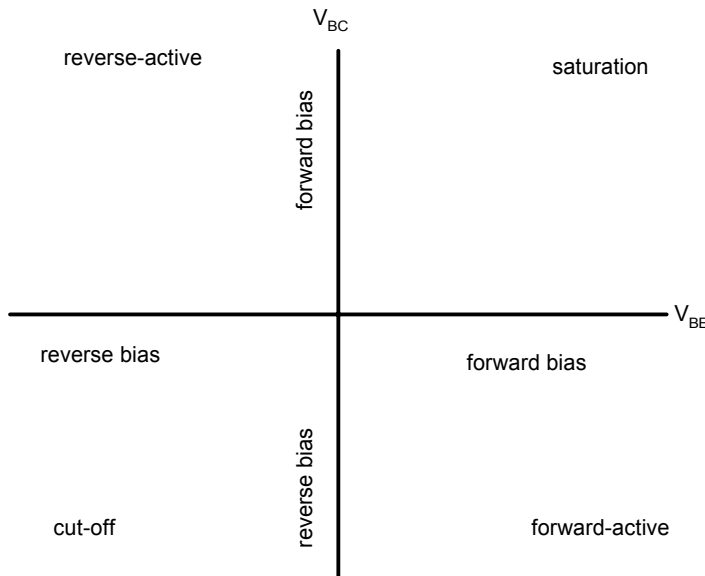 V_BC
reverse-active
saturation
forward bias
V_BE
reverse bias
forward bias
reverse bias
cut-off
forward-active